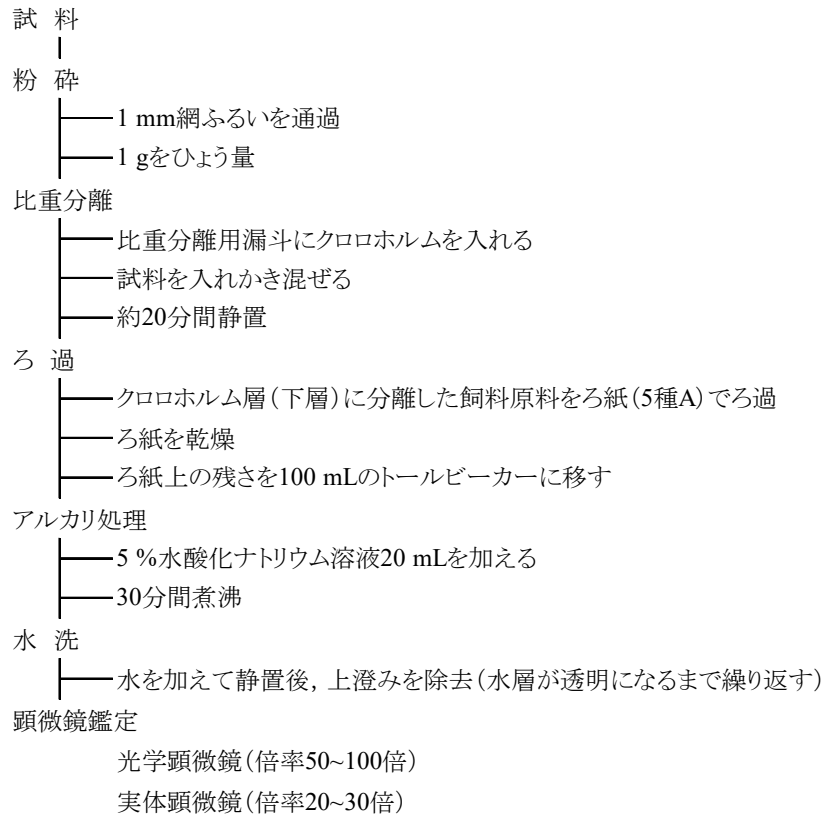 試 料
粉 砕
1 mm網ふるいを通過
1 gをひょう量
比重分離
比重分離用漏斗にクロロホルムを入れる
試料を入れかき混ぜる
約20分間静置
ろ 過
クロロホルム層(下層)に分離した飼料原料をろ紙(5種A)でろ過
ろ紙を乾燥
ろ紙上の残さを100 mLのトールビーカーに移す
アルカリ処理
5 %水酸化ナトリウム溶液20 mLを加える
30分間煮沸
水 洗
水を加えて静置後, 上澄みを除去(水層が透明になるまで繰り返す)
顕微鏡鑑定
光学顕微鏡(倍率50~100倍)
実体顕微鏡(倍率20~30倍)